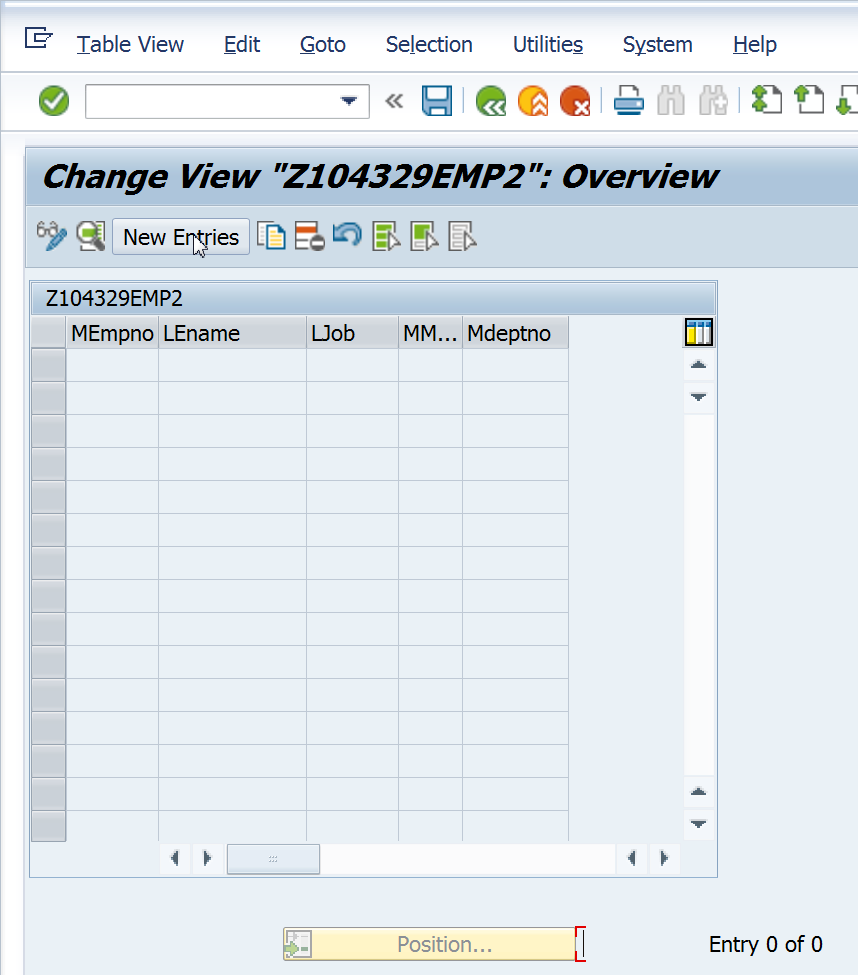 Table View Edit Goto Selection Utilities System Help
Change View "Z104329EMP2": Overview
New Entries
Z104329EMP2
MEmpno LEname LJob MM... Mdeptno
Position... Entry 0 of 0